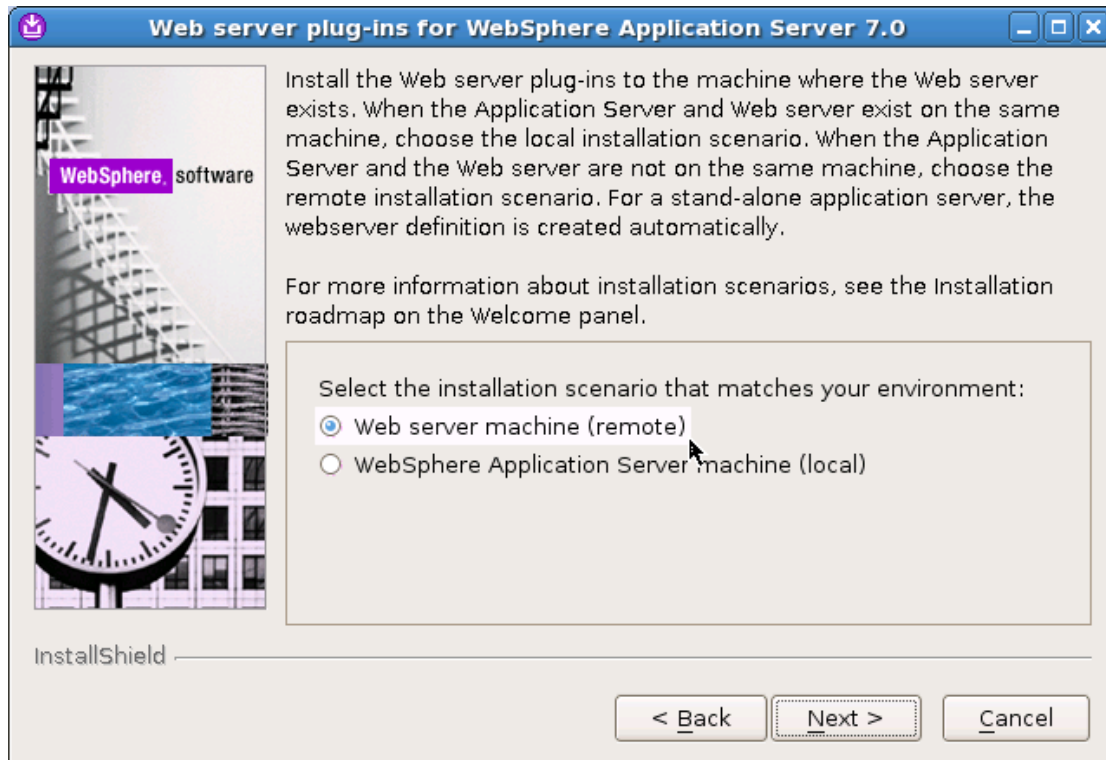 Web server plug-ins for WebSphere Application Server 7.0
Install the Web server plug-ins to the machine where the Web server
exists. When the Application Server and Web server exist on the same
machine, choose the local installation scenario. When the Application
Server and the Web server are not on the same machine, choose the
remote installation scenario. For a stand-alone application server, the
webserver definition is created automatically.
For more information about installation scenarios, see the Installation
roadmap on the Welcome panel.
WebSphere. software
Select the installation scenario that matches your environment:
Web server machine (remote)
WebSphere Application Server machine (local)
InstallShield
< Back
Next >
Cancel